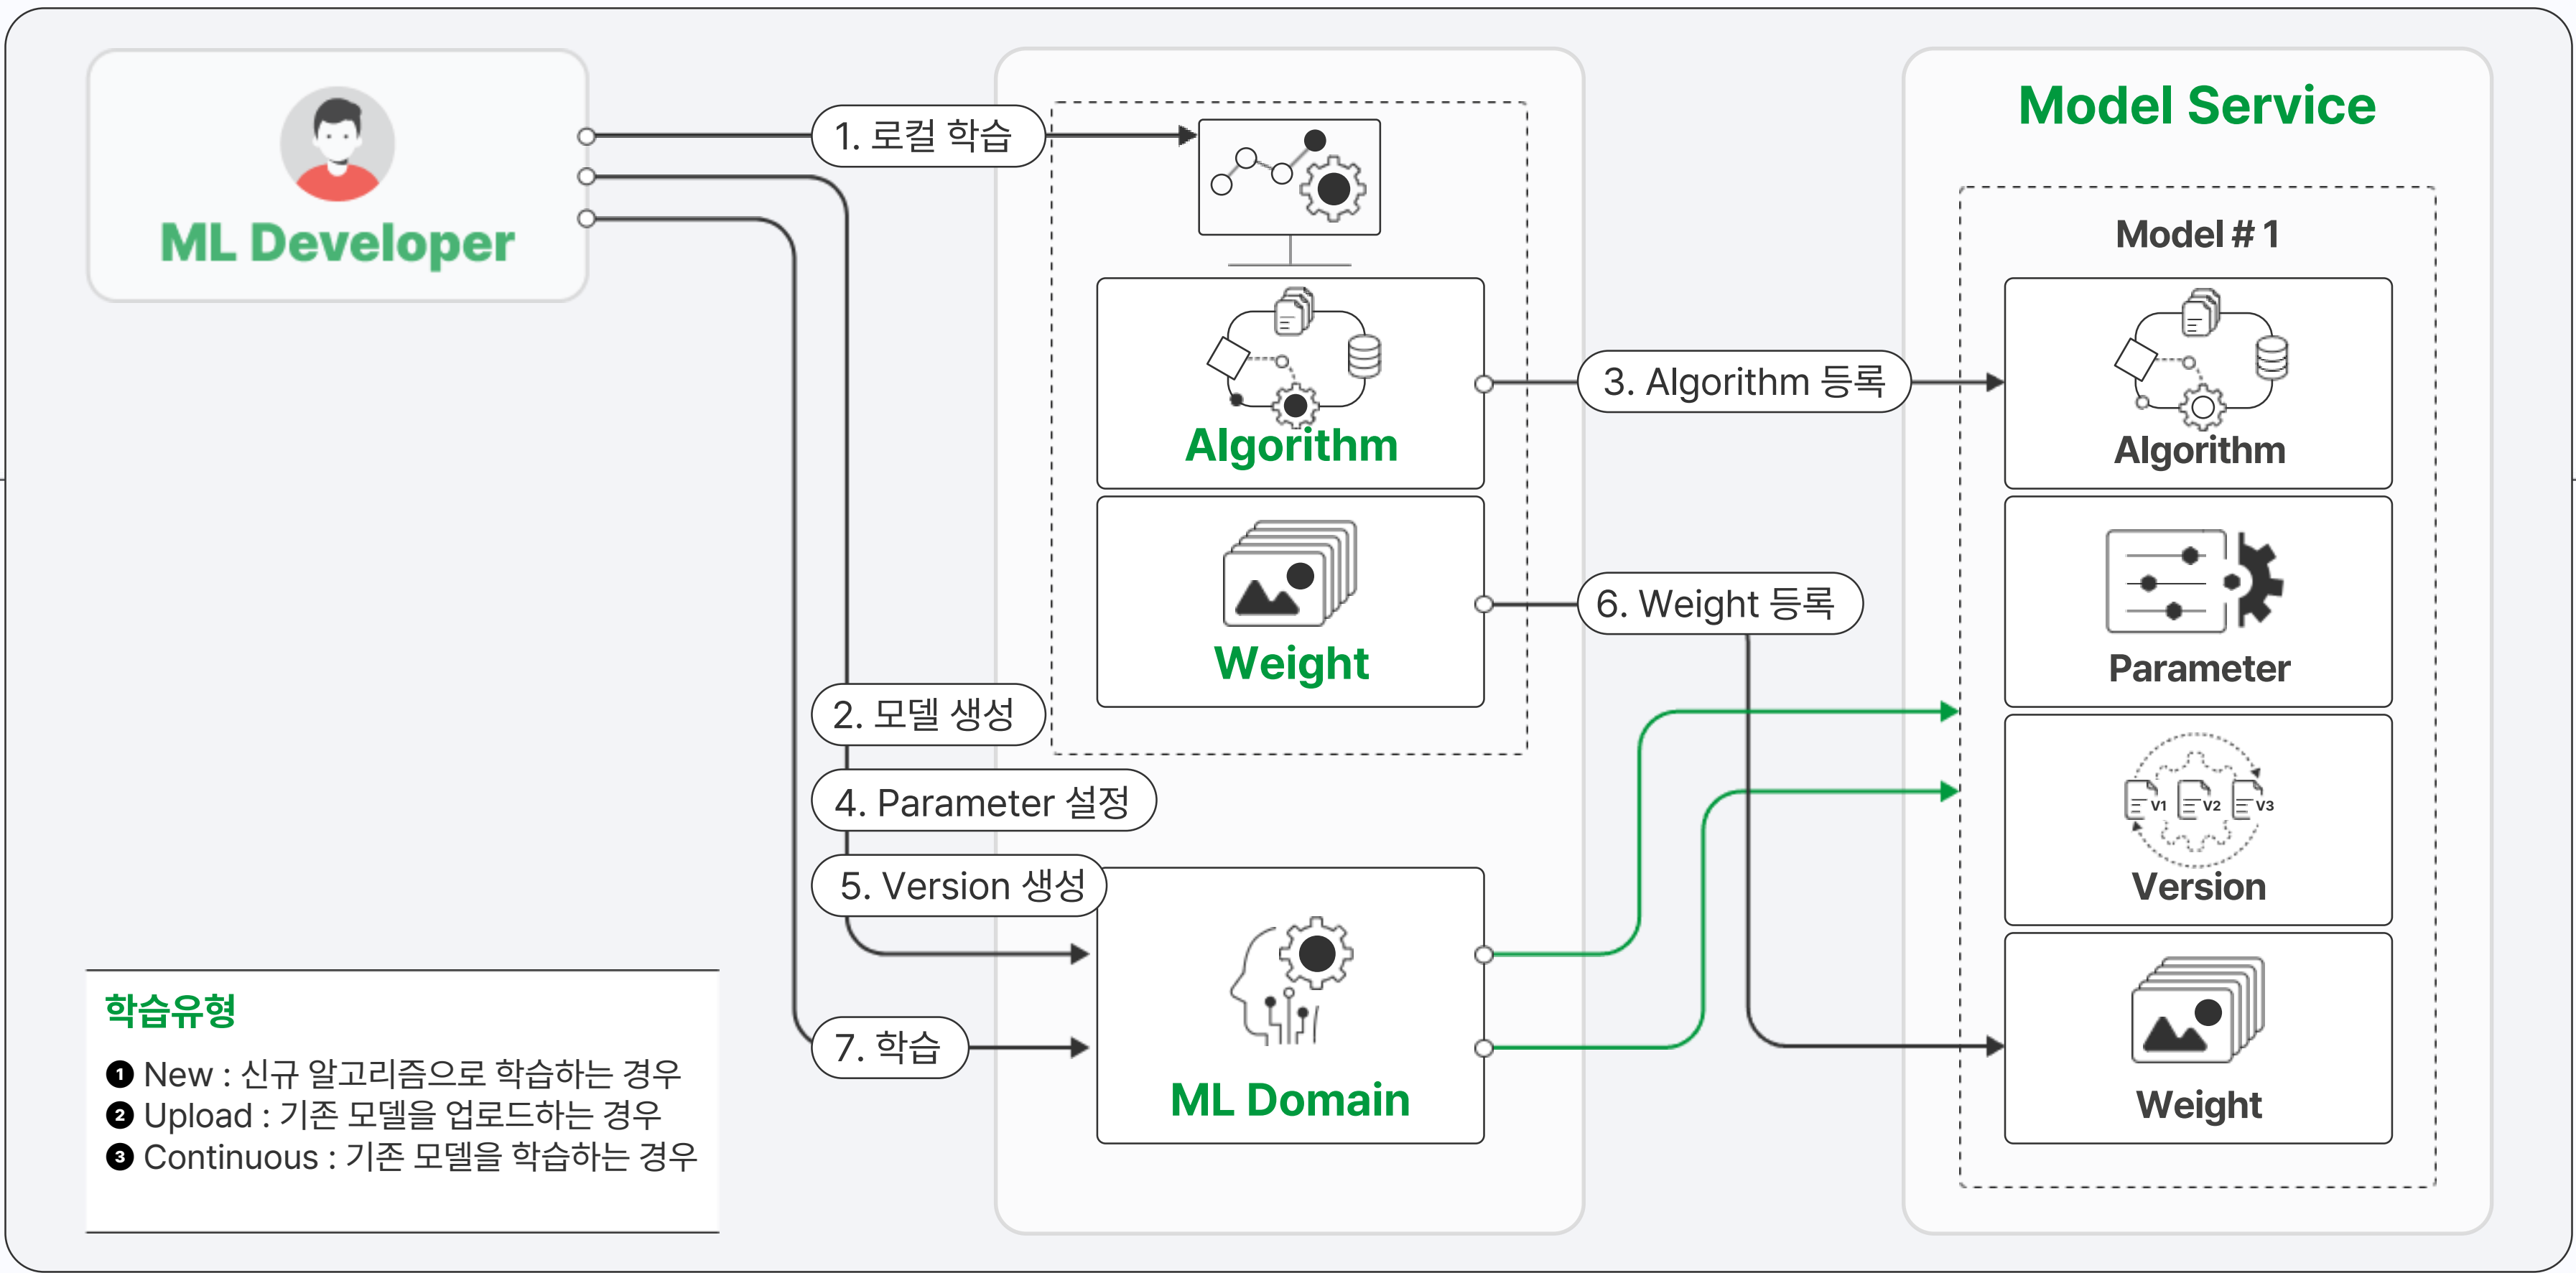 ML Developer
1. 로컬 학습
Algorithm
Weight
2. 모델 생성
4. Parameter 설정
5. Version 생성
7. 학습
ML Domain
3. Algorithm 등록
6. Weight 등록
Model Service
Model # 1
Algorithm
Parameter
V1 V2 V3
Version
Weight
학습유형
1 New : 신규 알고리즘으로 학습하는 경우
2 Upload : 기존 모델을 업로드하는 경우
3 Continuous : 기존 모델을 학습하는 경우